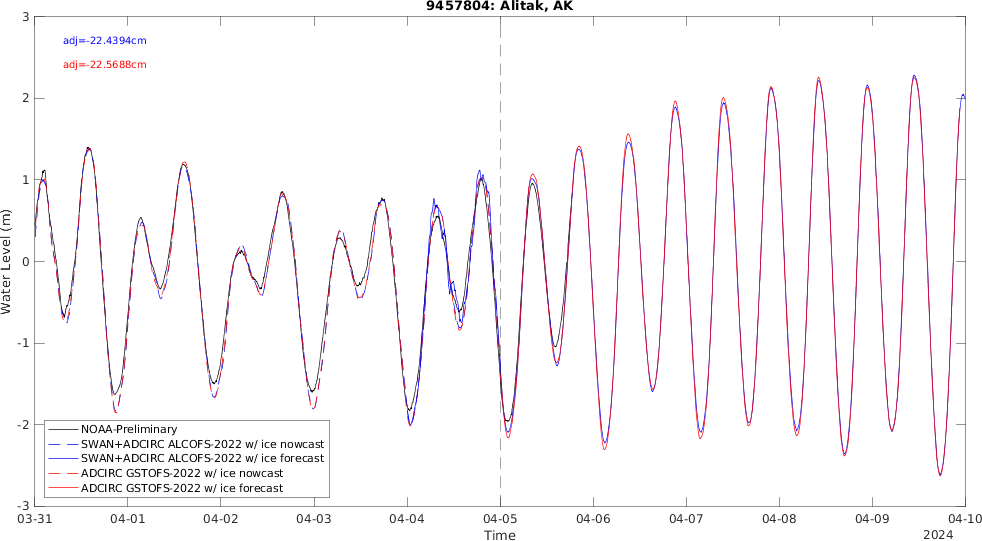 9457804: Alitak, AK
adj=-22.4394cm
adj=-22.5688cm
3
2
1
0
-1
-2
-3
Water Level (m)
NOAA-Preliminary
SWAN+ADCIRC ALCOFS-2022 w/ ice nowcast
SWAN+ADCIRC ALCOFS-2022 w/ ice forecast
ADCIRC GSTOFS-2022 w/ ice nowcast
ADCIRC GSTOFS-2022 w/ ice forecast
03-31 04-01 04-02 04-03 04-04 04-05 04-06 04-07 04-08 04-09 04-10
Time
2024